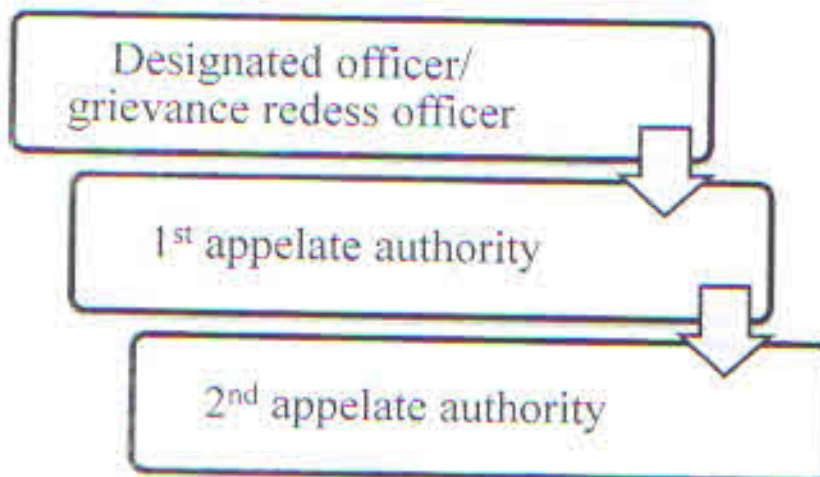 Designated officer/
grievance redess officer
1st appelate authority
2nd appelate authority